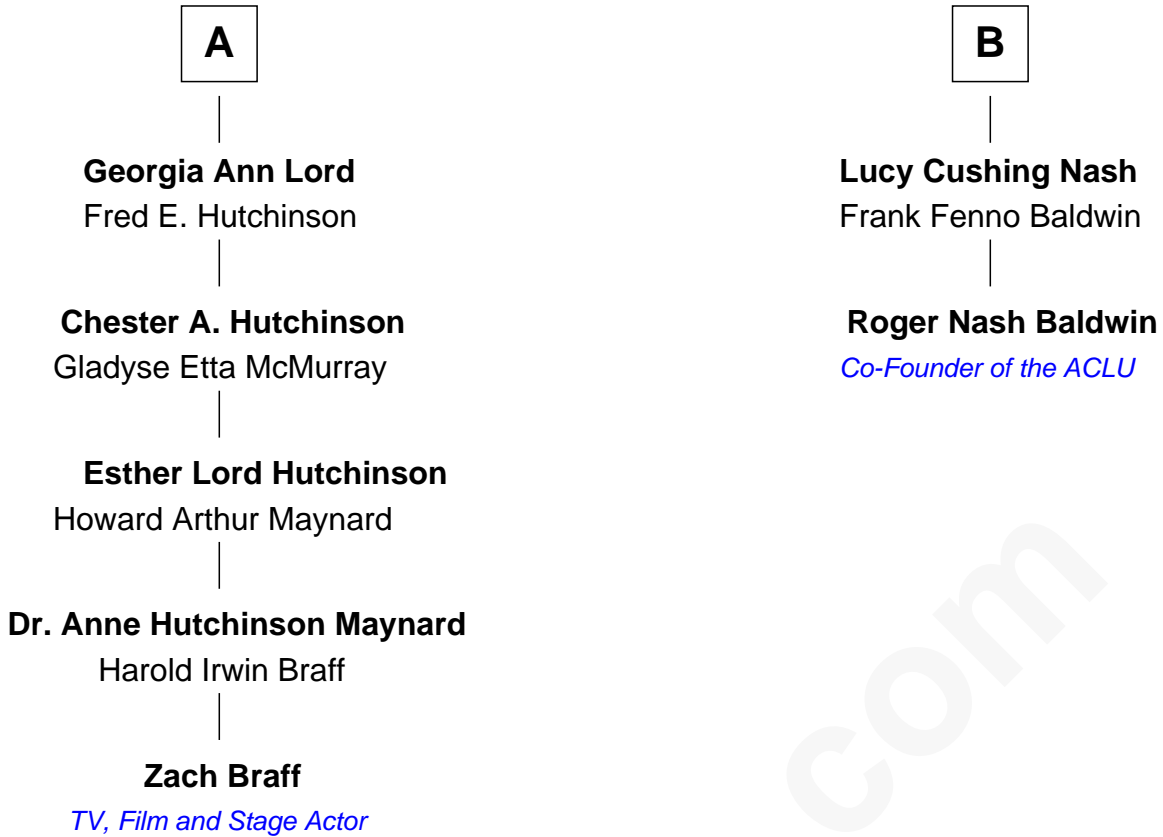 A
Georgia Ann Lord
Fred E. Hutchinson
Chester A. Hutchinson
Gladyse Etta McMurray
Esther Lord Hutchinson
Howard Arthur Maynard
Dr. Anne Hutchinson Maynard
Harold Irwin Braff
Zach Braff
TV, Film and Stage Actor
B
Lucy Cushing Nash
Frank Fenno Baldwin
Roger Nash Baldwin
Co-Founder of the ACLU
com